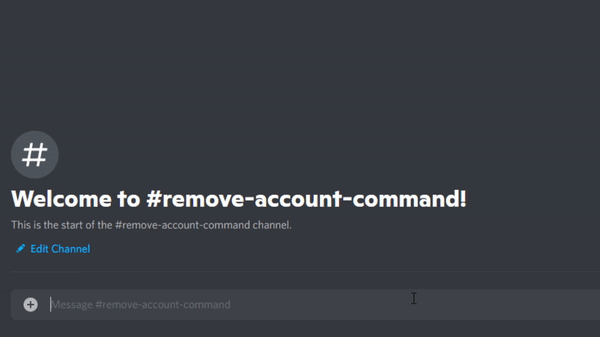 #
Welcome to #remove-account-command!
This is the start of the #remove-account-command channel.
Edit Channel
Message #remove-account-command